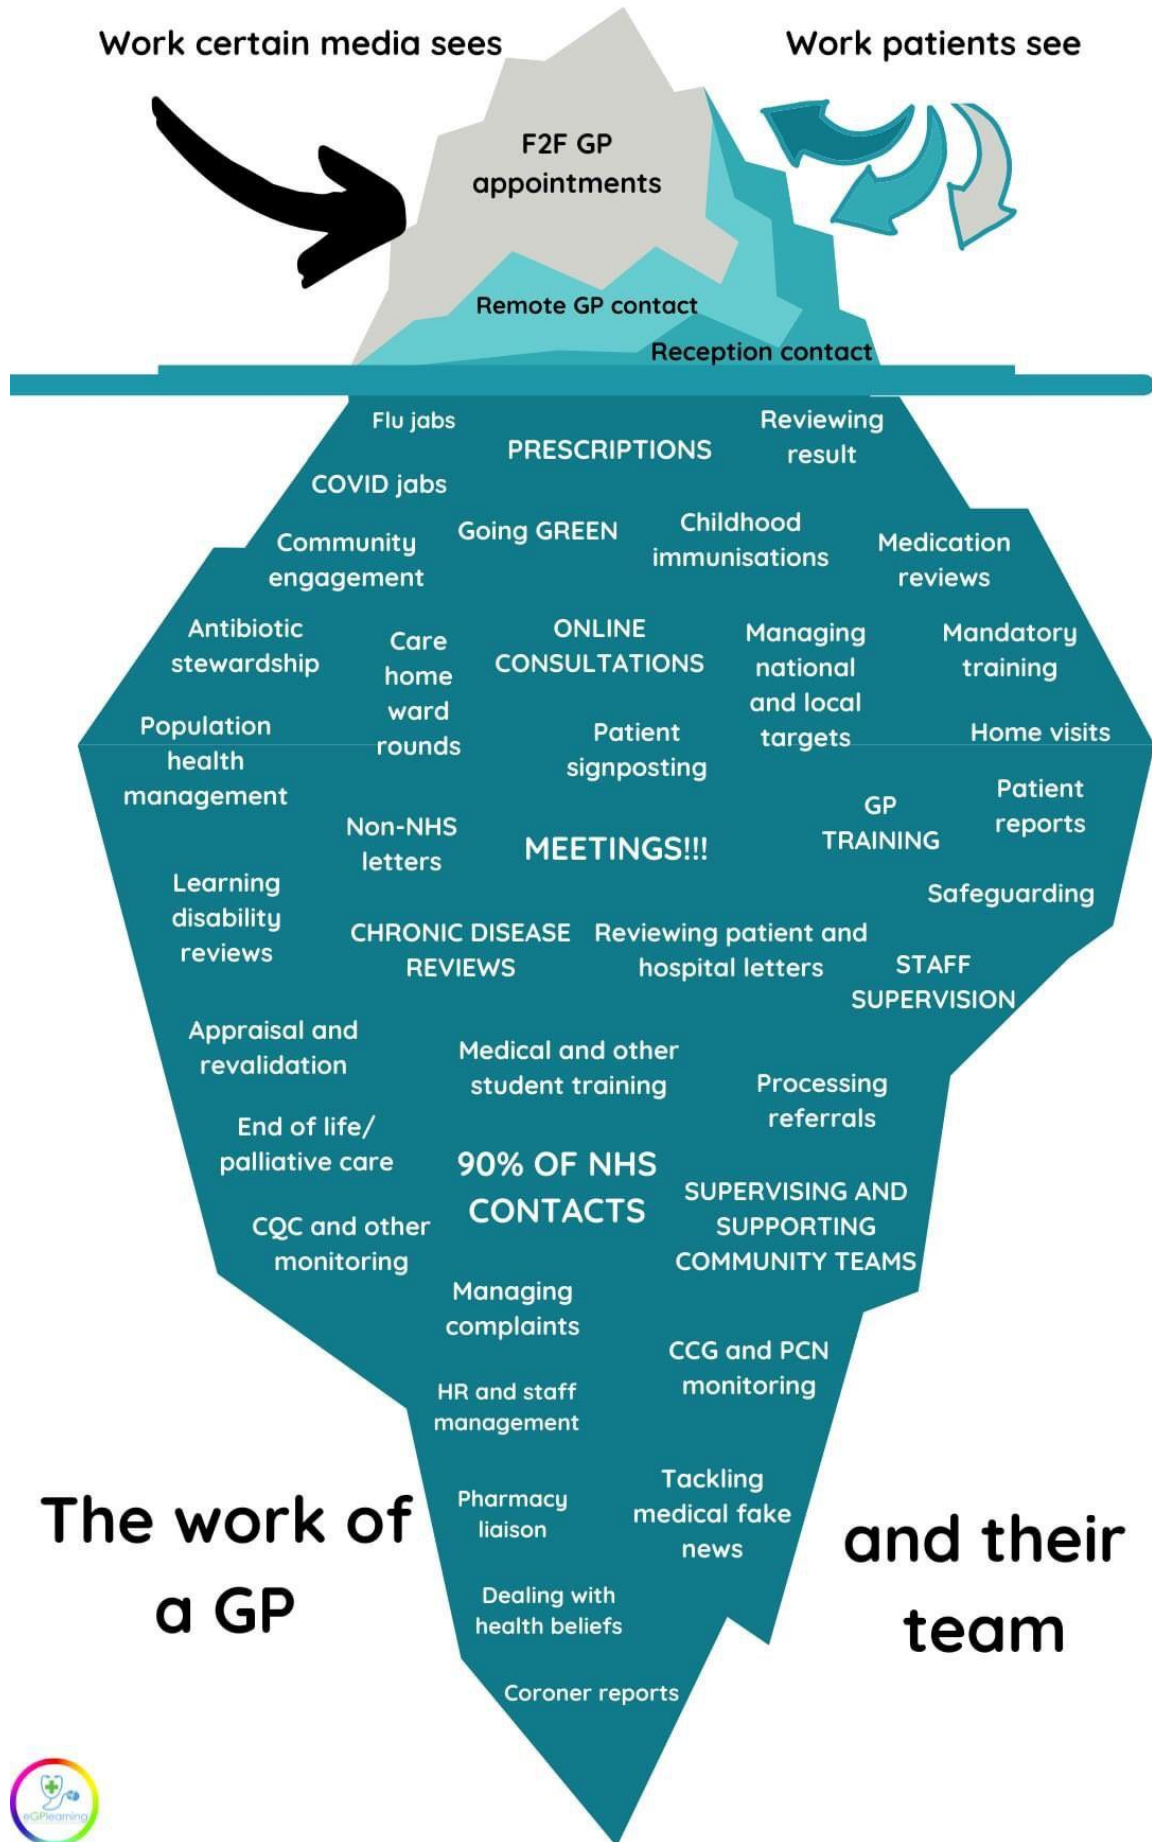 Work certain media sees
Work patients see
F2F GP
appointments
Remote GP contact
Reception contact
Flu jabs
PRESCRIPTIONS
Reviewing
result
COVID jabs
Going GREEN
Childhood
immunisations
Community
engagement
Medication
reviews
Antibiotic
stewardship
Care
home
ward
rounds
ONLINE
CONSULTATIONS
Managing
national
and local
targets
Mandatory
training
Population
health
management
Patient
signposting
Home visits
Non-NHS
letters
MEETINGS!!!
GP
TRAINING
Patient
reports
Learning
disability
reviews
Safeguarding
CHRONIC DISEASE
REVIEWS
Reviewing patient and
hospital letters
STAFF
SUPERVISION
Appraisal and
revalidation
Medical and other
student training
Processing
referrals
End of life/
palliative care
90% OF NHS
CONTACTS
SUPERVISING AND
SUPPORTING
COMMUNITY TEAMS
CQC and other
monitoring
Managing
complaints
CCG and PCN
monitoring
HR and staff
management
Pharmacy
liaison
Tackling
medical fake
news
The work of
a GP
and their
team
Dealing with
health beliefs
Coroner reports
eGPlearning